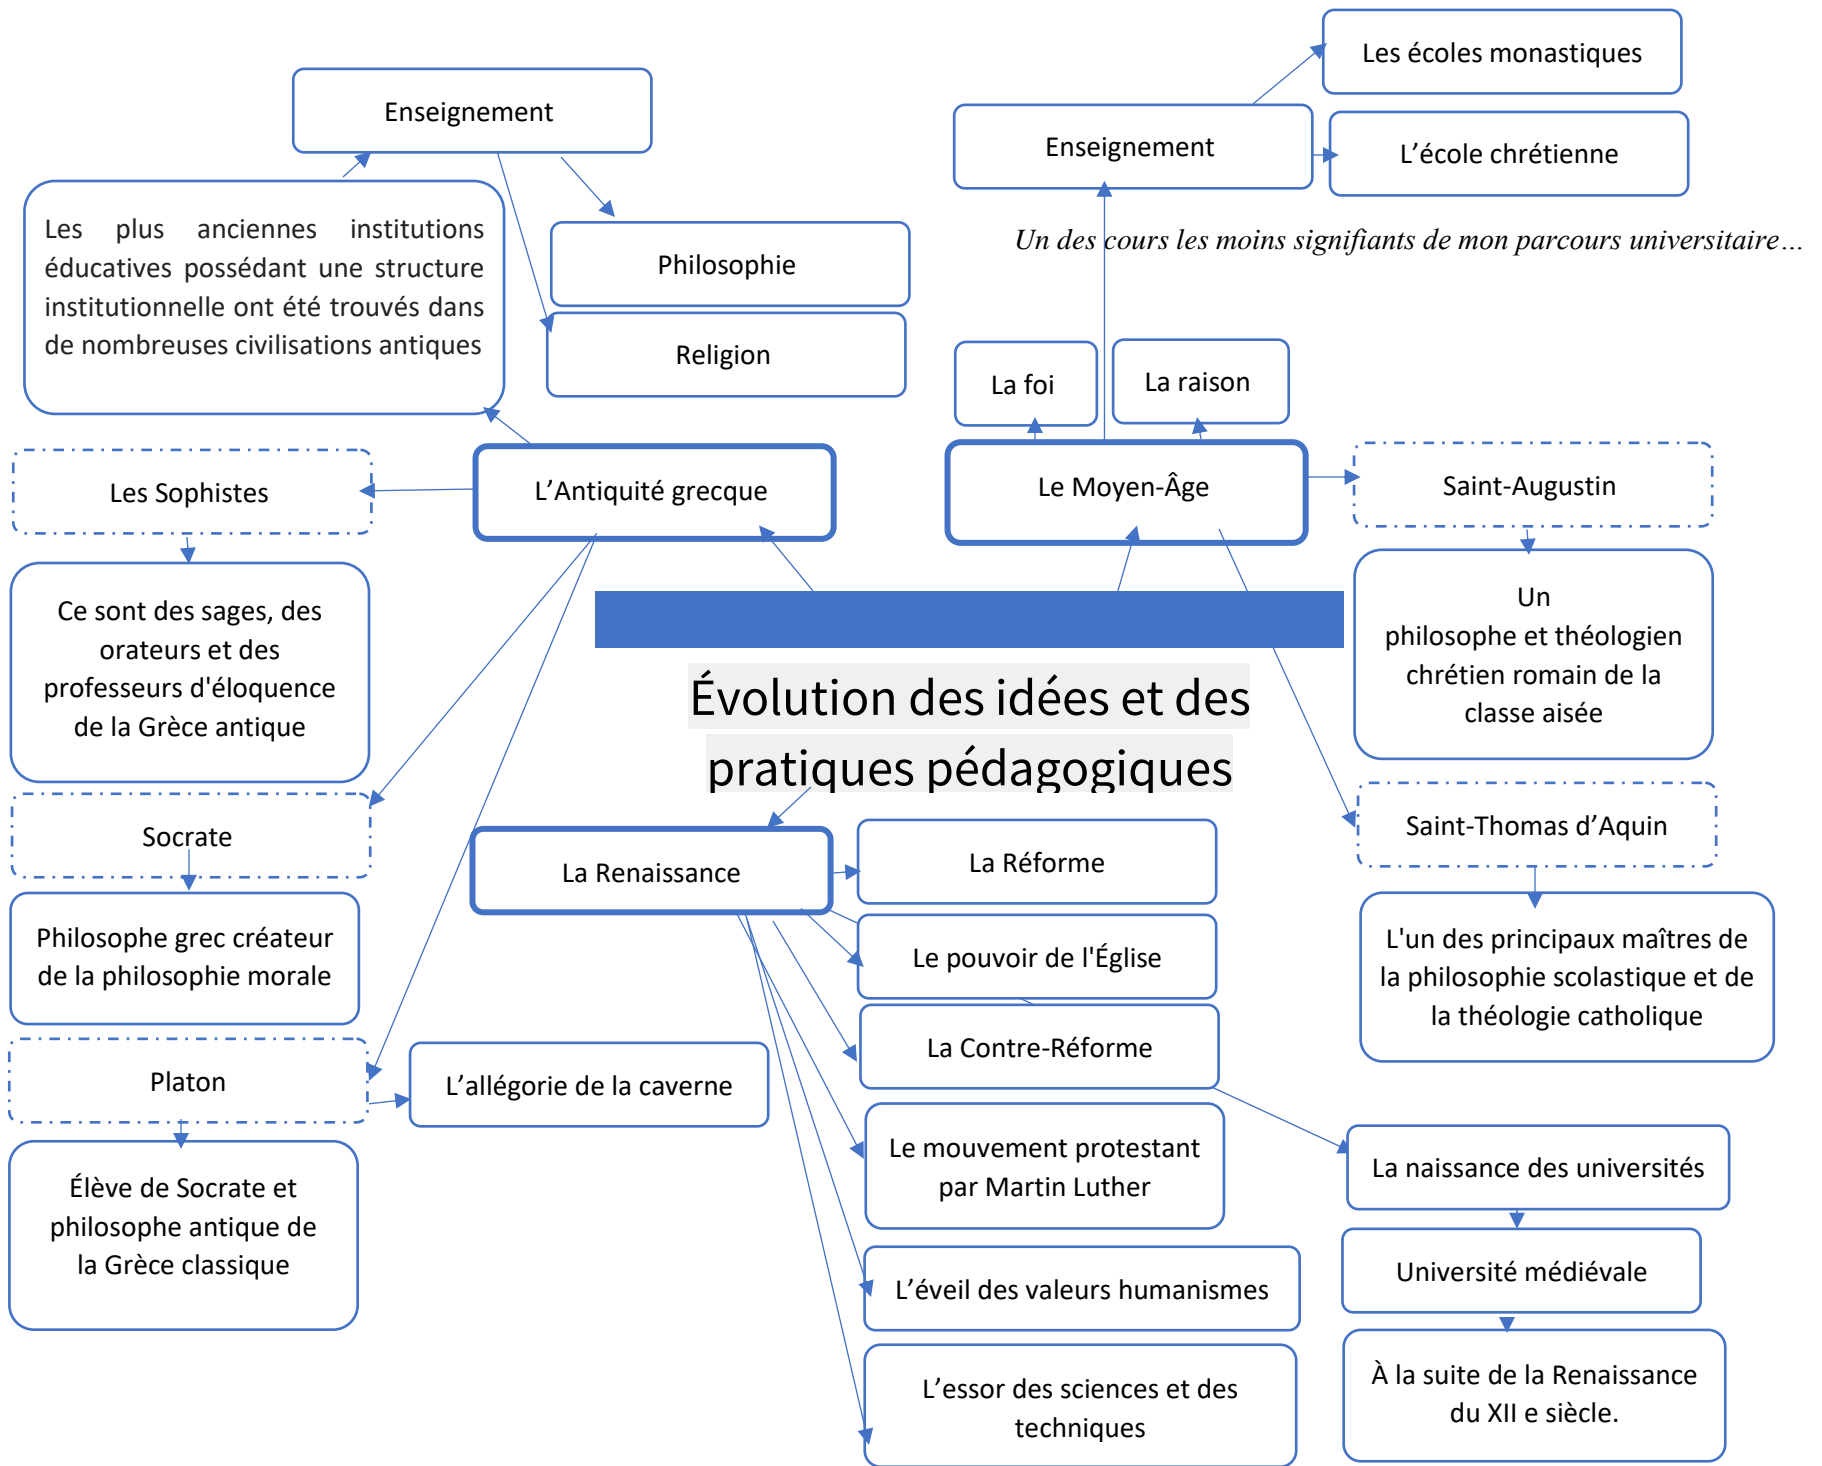 Les écoles monastiques
Enseignement
Enseignement
L’école chrétienne
Les plus anciennes institutions
éducatives possédant une structure
institutionnelle ont été trouvés dans
de nombreuses civilisations antiques
Un des cours les moins signifiants de mon parcours universitaire…
Philosophie
Religion
La foi
La raison
Les Sophistes
L’Antiquité grecque
Le Moyen-Âge
Saint-Augustin
Ce sont des sages, des
orateurs et des
professeurs d'éloquence
de la Grèce antique
Un
philosophe et théologien
chrétien romain de la
classe aisée
Évolution des idées et des
pratiques pédagogiques
Socrate
Saint-Thomas d’Aquin
La Renaissance
La Réforme
Philosophe grec créateur
de la philosophie morale
Le pouvoir de l'Église
L'un des principaux maîtres de
la philosophie scolastique et de
la théologie catholique
La Contre-Réforme
Platon
L’allégorie de la caverne
Le mouvement protestant
par Martin Luther
La naissance des universités
Élève de Socrate et
philosophe antique de
la Grèce classique
Université médiévale
L’éveil des valeurs humanismes
L’essor des sciences et des
techniques
À la suite de la Renaissance
du XII e siècle.